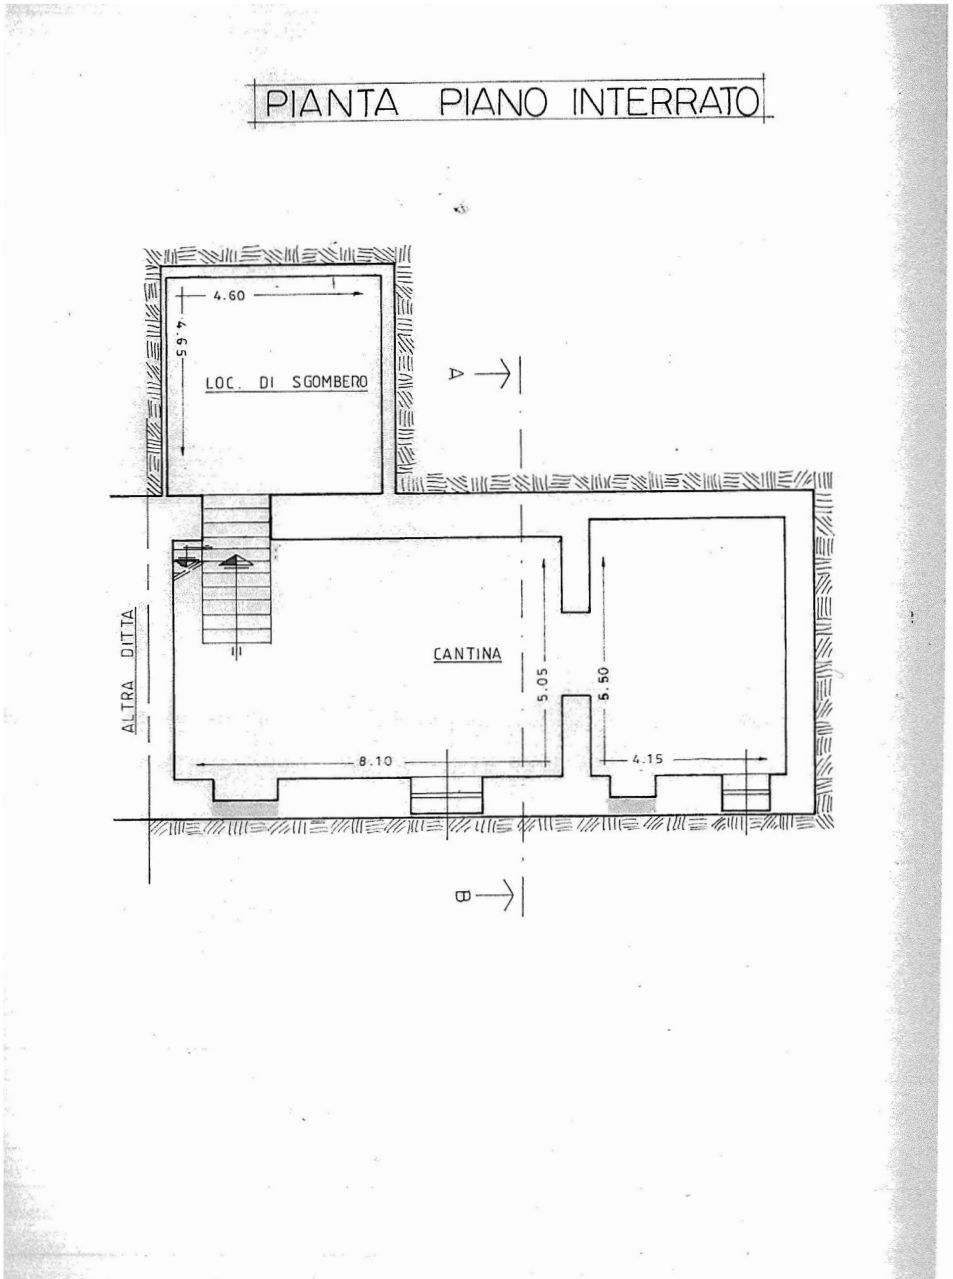 PIANTA PIANO INTERRATO
4.60
4.65
LOC. DI SGOMBERO
A
ALTRA DITTA
CANTINA
5.05
5.50
8.10
4.15
B